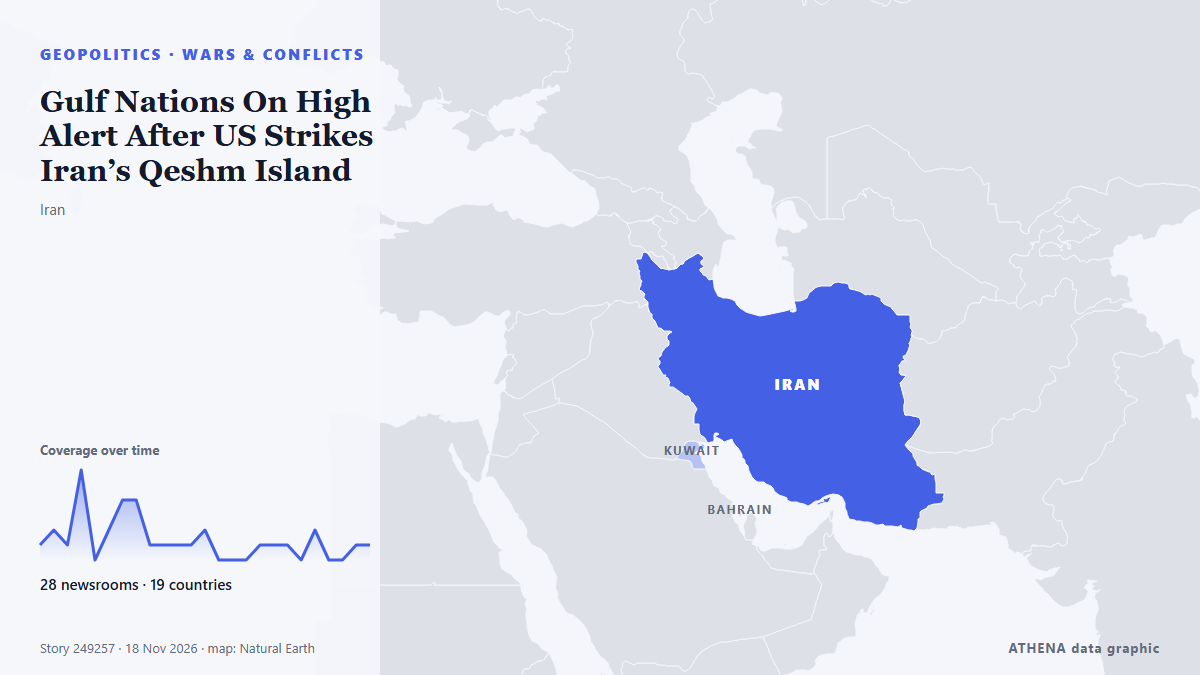 GEOPOLITICS · WARS & CONFLICTS
Gulf Nations On High
Alert After US Strikes
Iran’s Qeshm Island
Iran
IRAN
KUWAIT
BAHRAIN
Coverage over time
28 newsrooms · 19 countries
Story 249257 · 18 Nov 2026 · map: Natural Earth
ATHENA data graphic